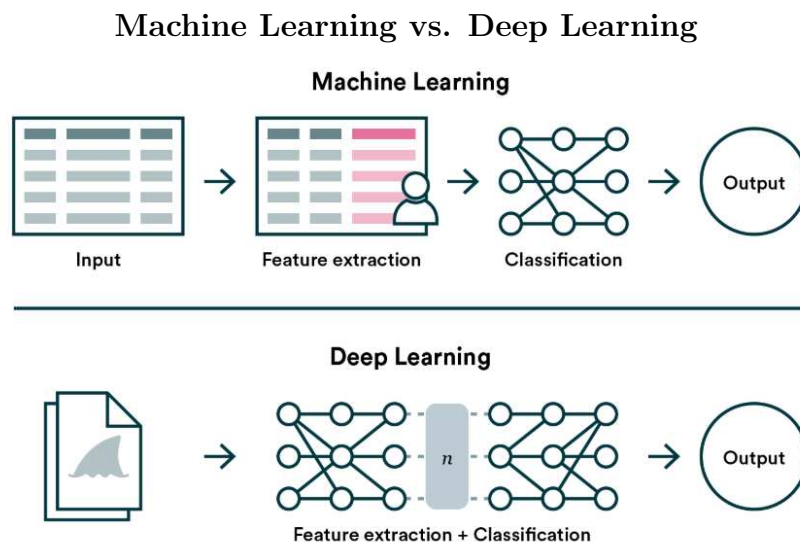 Machine Learning vs. Deep Learning
Machine Learning
Output
Input
Feature extraction
Classification
Deep Learning
n
Output
Feature extraction + Classification